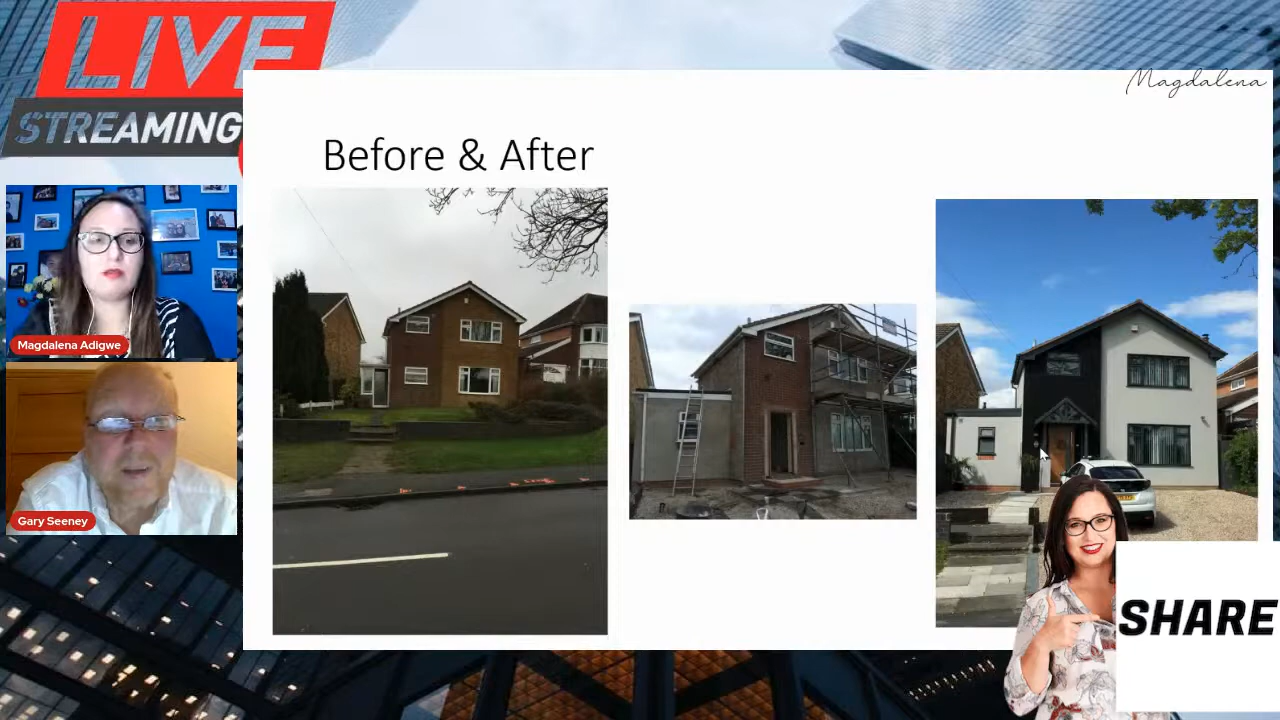 LIVE
STREAMING
Magdalena
Before & After
Magdalena Adigwe
Gary Seeney
SHARE